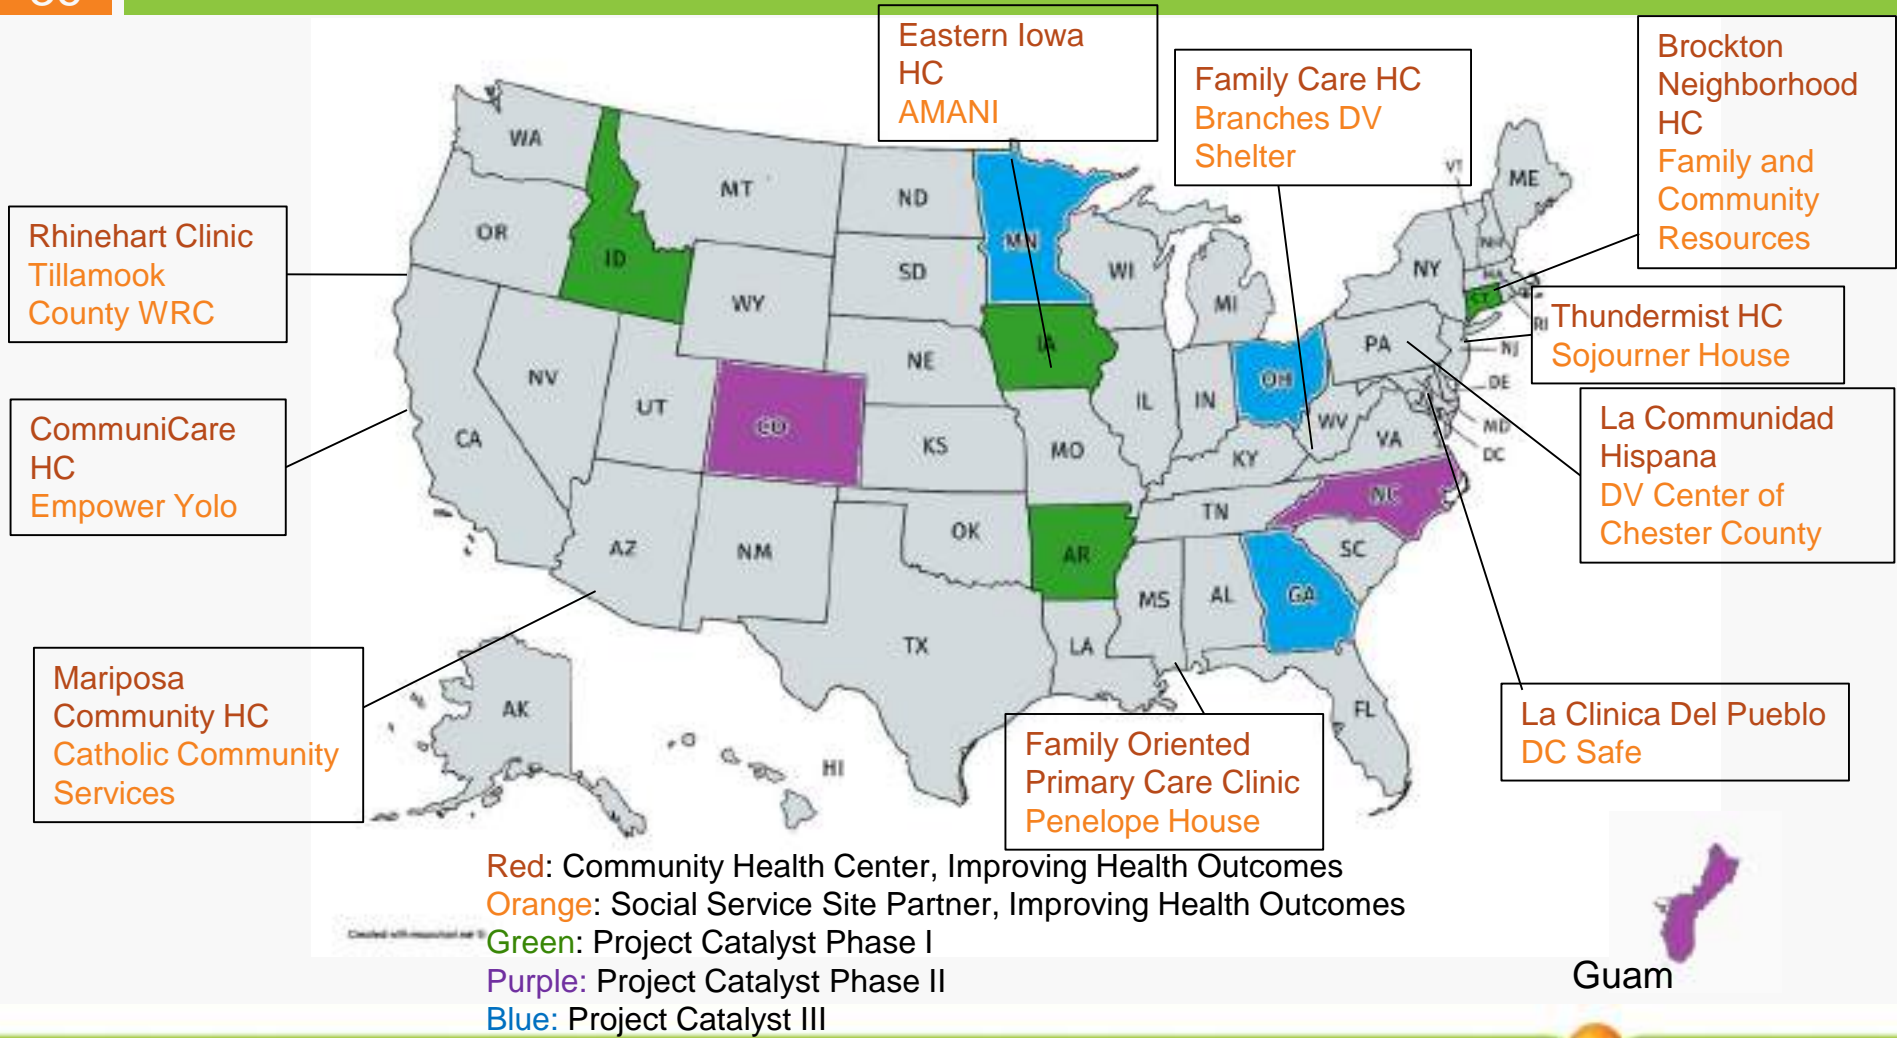 Eastern Iowa
HC
AMANI
Family Care HC
Branches DV
Shelter
Brockton
Neighborhood
HC
Family and
Community
Resources
Rhinehart Clinic
Tillamook
County WRC
Thundermist HC
Sojourner House
CommuniCare
HC
Empower Yolo
La Communidad
Hispana
DV Center of
Chester County
Mariposa
Community HC
Catholic Community
Services
Family Oriented
Primary Care Clinic
Penelope House
La Clinica Del Pueblo
DC Safe
WA
OR
CA
NV
ID
MT
WY
UT
AZ
CO
NM
ND
SD
NE
KS
OK
TX
MN
IA
MO
AR
LA
WI
IL
MS
MI
IN
KY
TN
AL
OH
WV
VA
NC
SC
GA
FL
PA
NY
VT
NH
ME
MA
CT
RI
NJ
DE
MD
DC
AK
HI
Red: Community Health Center, Improving Health Outcomes
Orange: Social Service Site Partner, Improving Health Outcomes
Green: Project Catalyst Phase I
Purple: Project Catalyst Phase II
Blue: Project Catalyst III
Guam